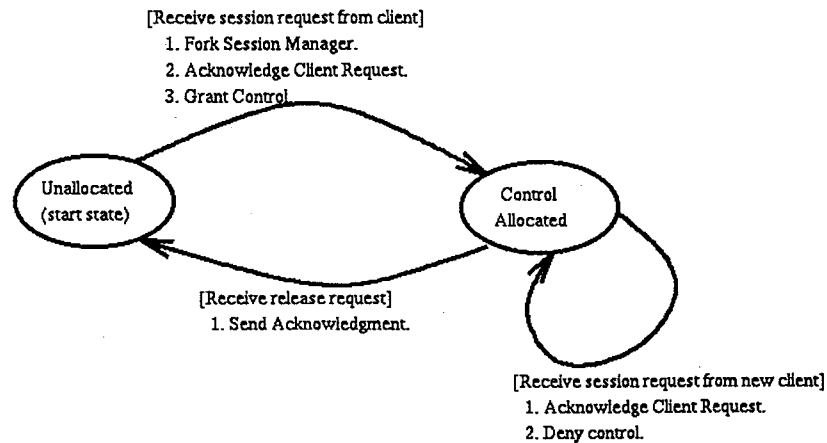 [Receive session request from client]
1. Fork Session Manager.
2. Acknowledge Client Request.
3. Grant Control.
Unallocated
(start state)
Control
Allocated
[Receive release request]
1. Send Acknowledgment.
[Receive session request from new client]
1. Acknowledge Client Request.
2. Deny control.